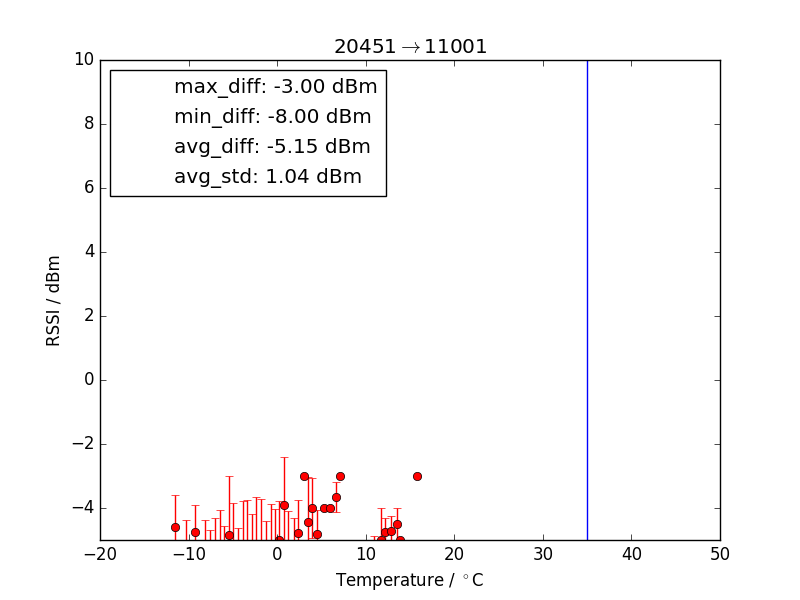 20451→11001
max_diff: -3.00 dBm
min_diff: -8.00 dBm
avg_diff: -5.15 dBm
avg_std: 1.04 dBm
10
8
6
4
2
0
−2
−4
RSSI / dBm
−20 −10 0 10 20 30 40 50
Temperature / °C